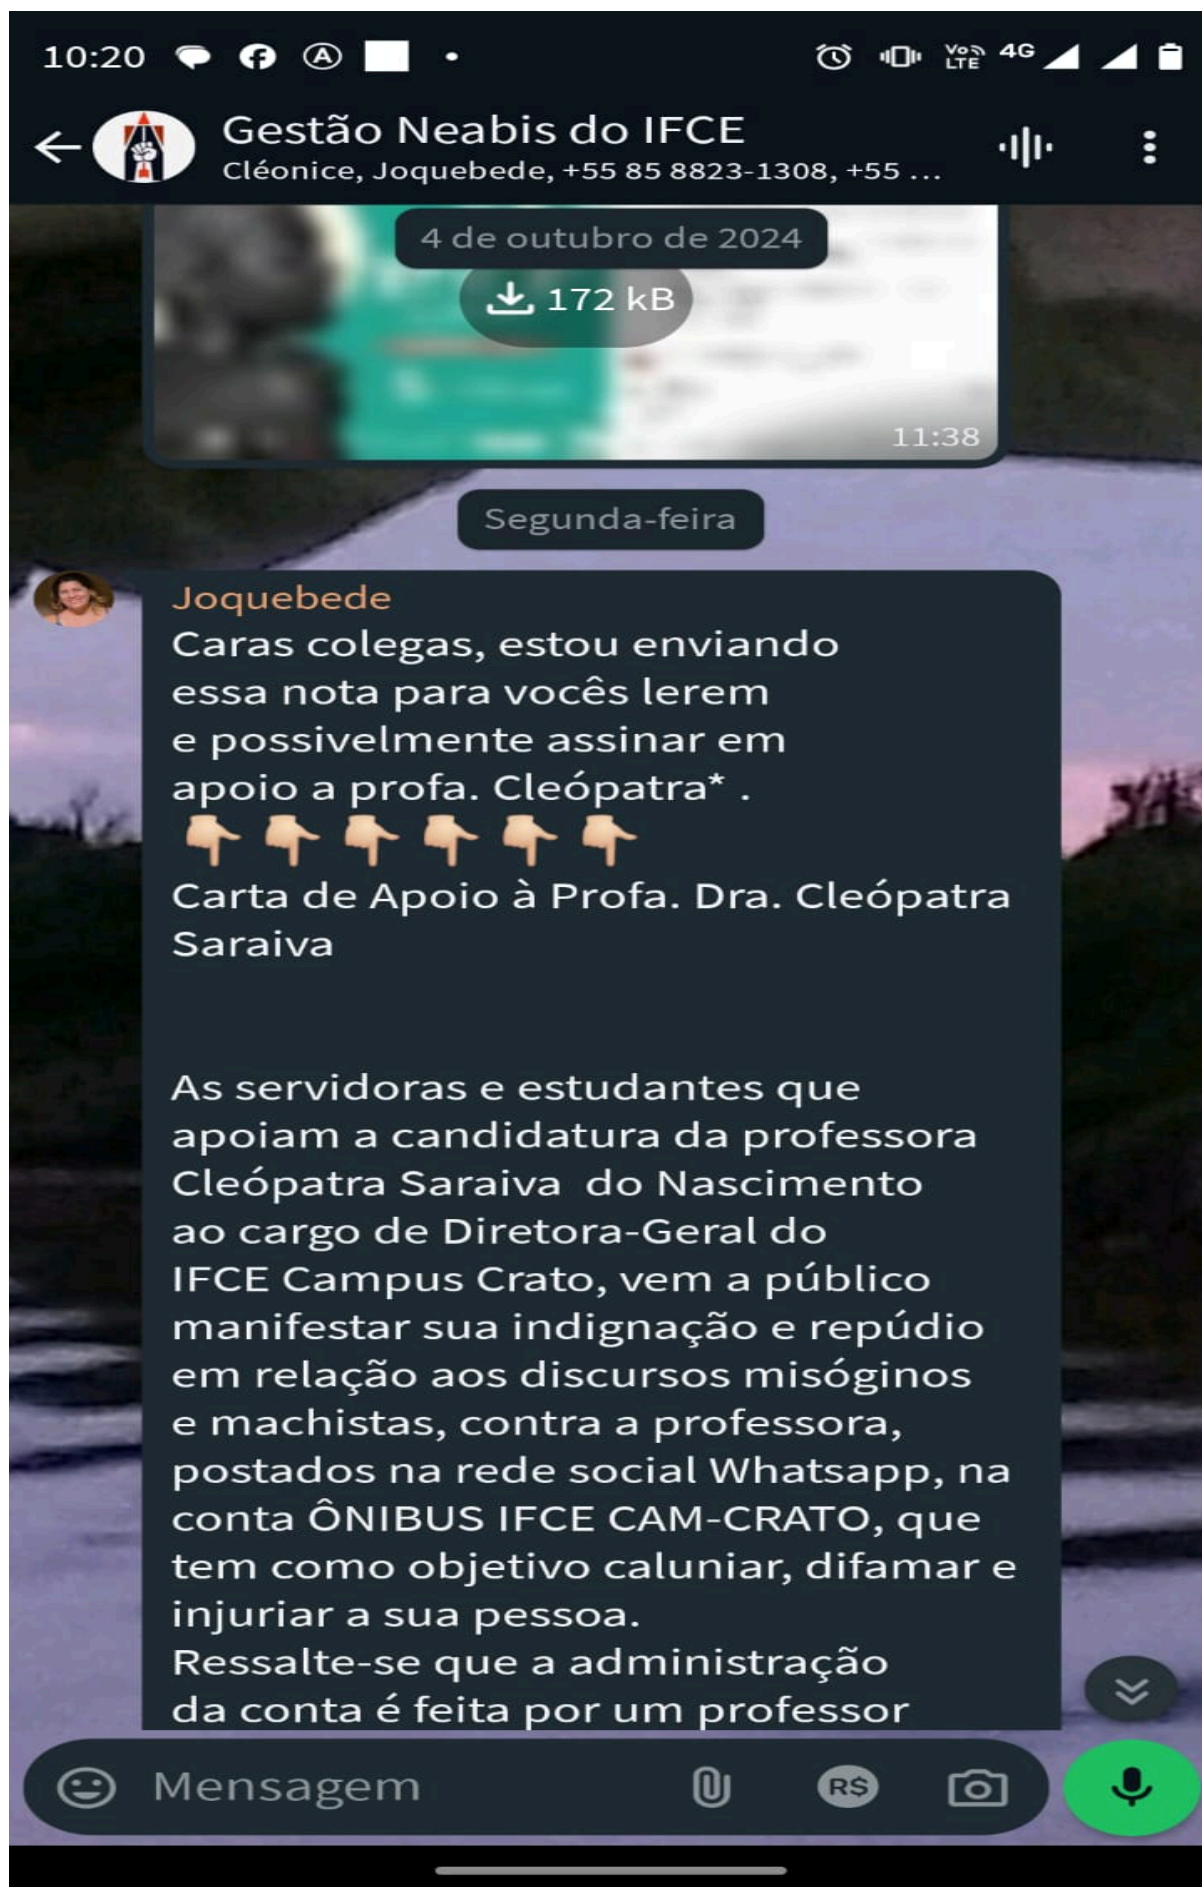 10:20
VoLTE 4G
Gestão Neabis do IFCE
Cléonice, Joquebede, +55 85 8823-1308, +55 ...
4 de outubro de 2024
172 kB
11:38
Segunda-feira
Joquebede
Caras colegas, estou enviando
essa nota para vocês lerem
e possivelmente assinar em
apoio a profa. Cleópatra* .
👇🏻👇🏻👇🏻👇🏻👇🏻👇🏻
Carta de Apoio à Profa. Dra. Cleópatra
Saraiva
As servidoras e estudantes que
apoiam a candidatura da professora
Cleópatra Saraiva  do Nascimento
ao cargo de Diretora-Geral do
IFCE Campus Crato, vem a público
manifestar sua indignação e repúdio
em relação aos discursos misóginos
e machistas, contra a professora,
postados na rede social Whatsapp, na
conta ÔNIBUS IFCE CAM-CRATO, que
tem como objetivo caluniar, difamar e
injuriar a sua pessoa.
Ressalte-se que a administração
da conta é feita por um professor
Mensagem
R$